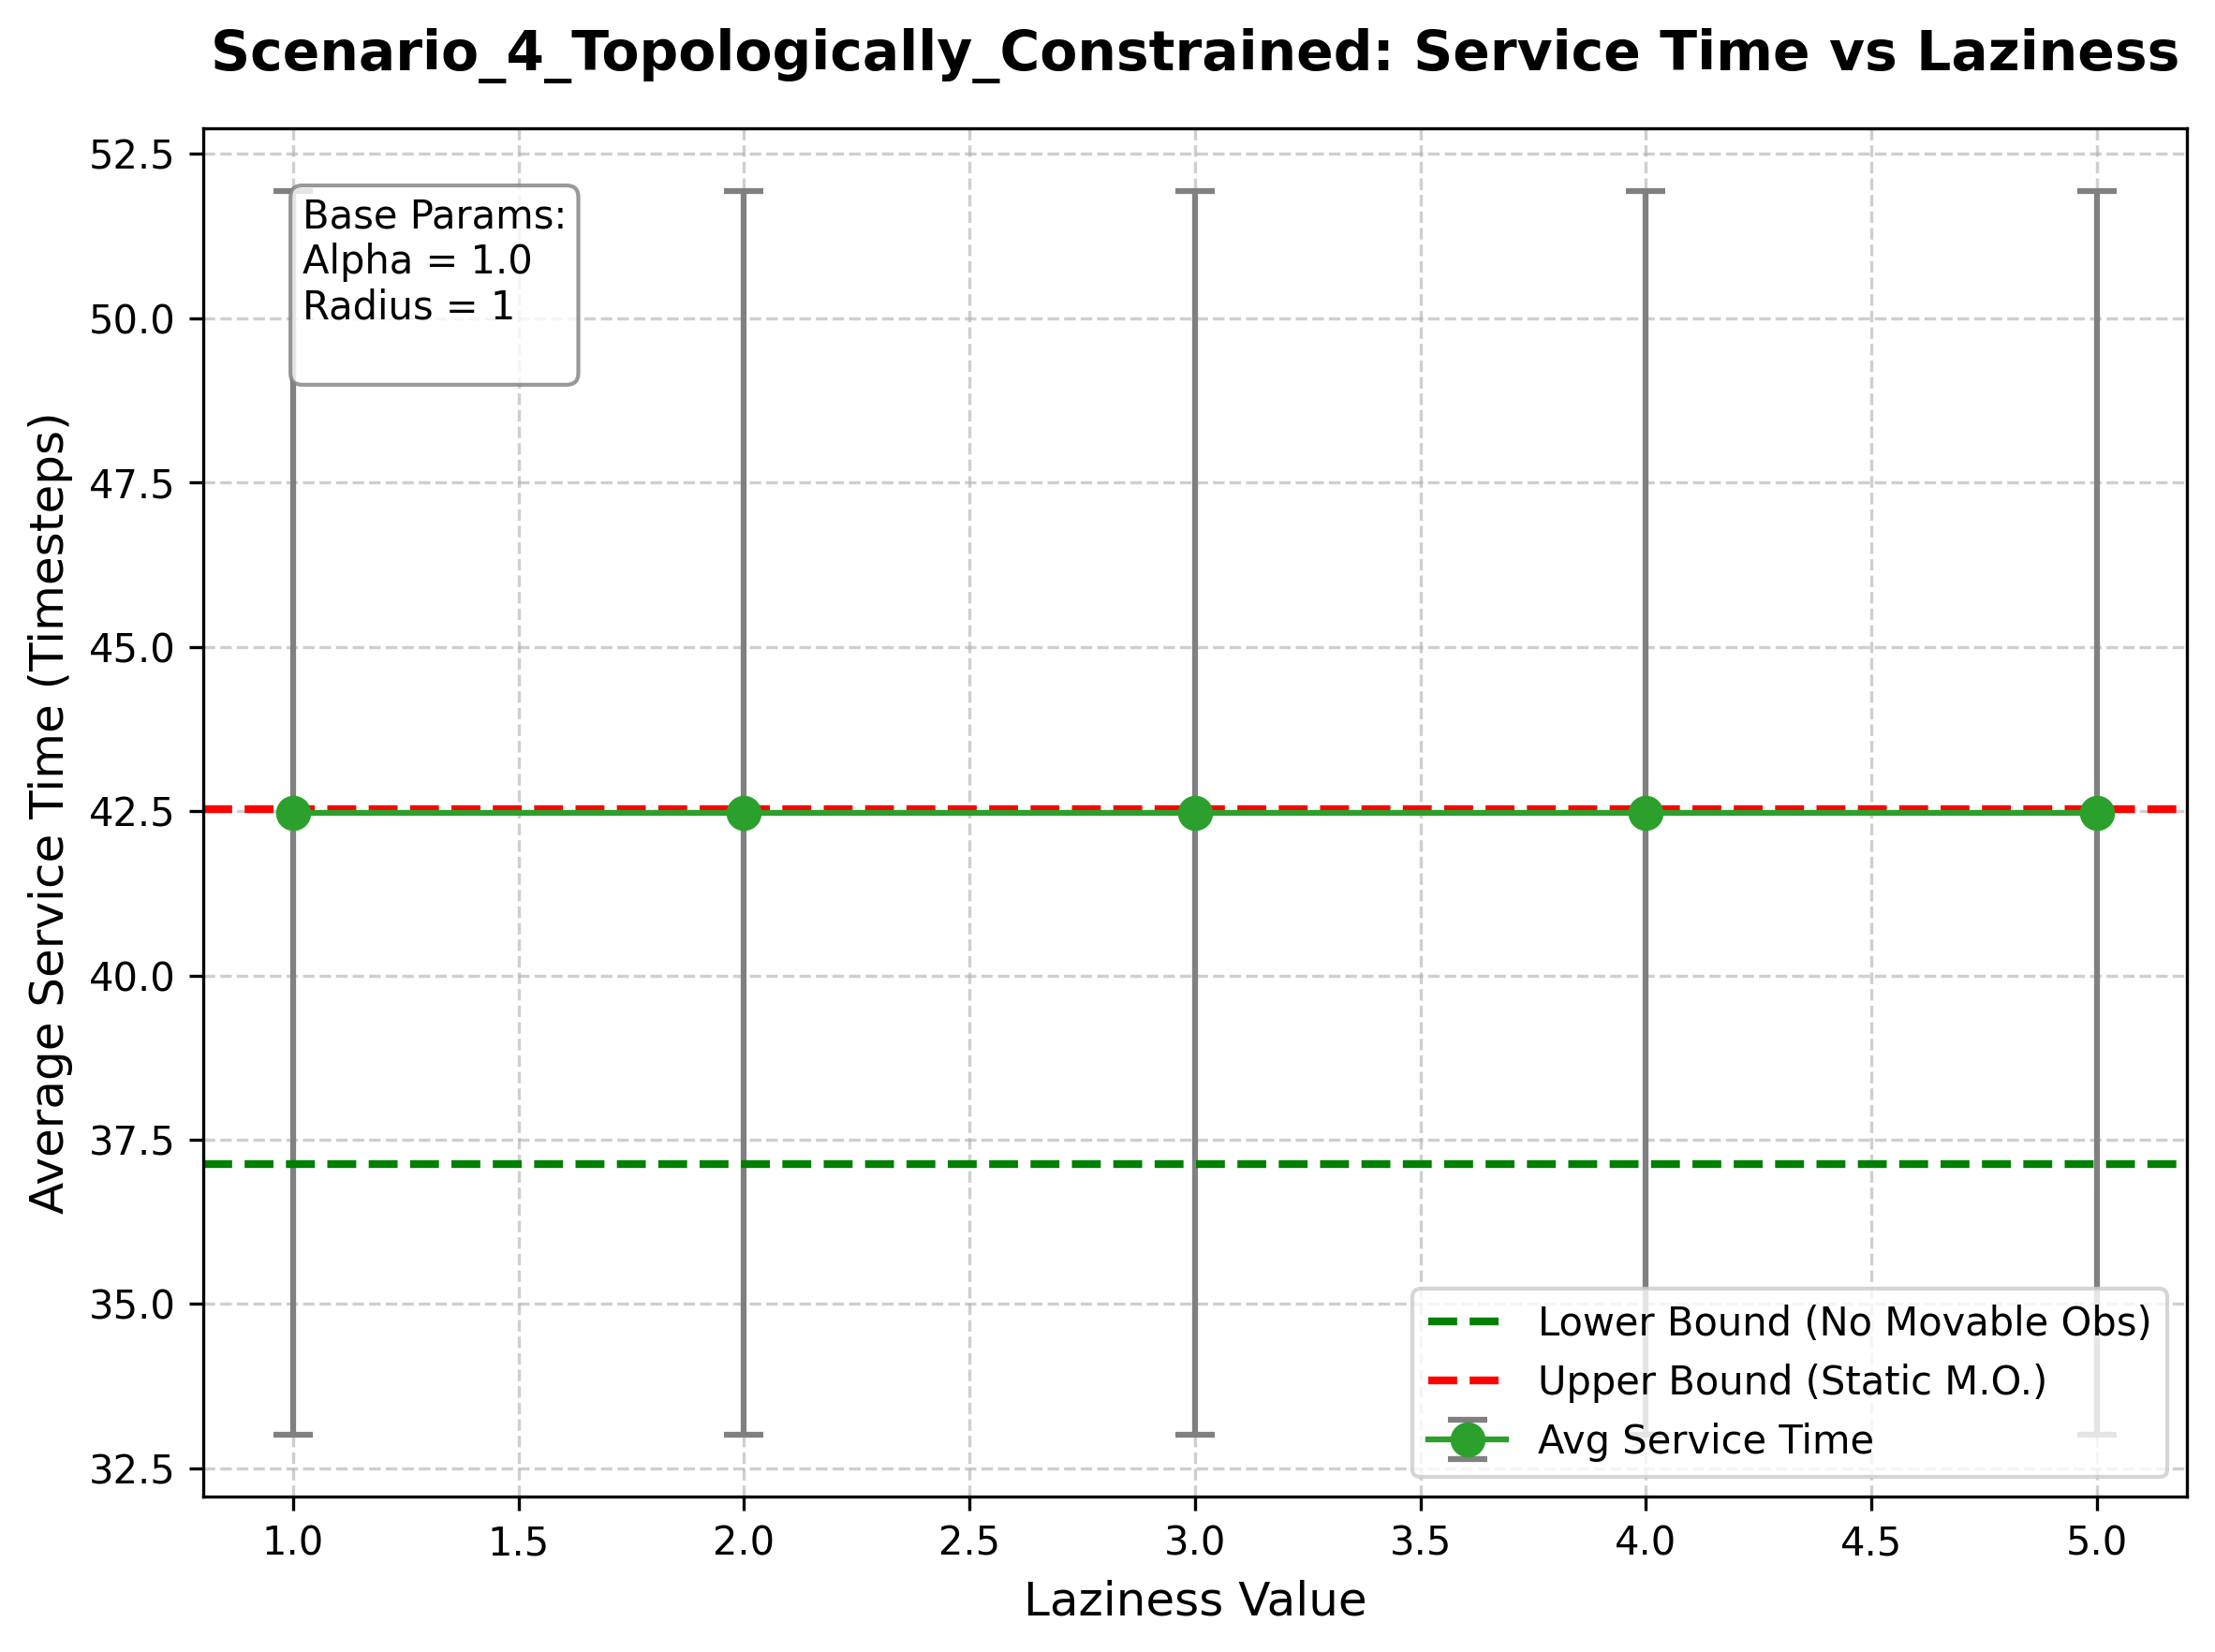 Scenario_4_Topologically_Constrained: Service Time vs Laziness
52.5
50.0
47.5
45.0
42.5
40.0
37.5
35.0
32.5
Average Service Time (Timesteps)
Base Params:
Alpha = 1.0
Radius = 1
Lower Bound (No Movable Obs)
Upper Bound (Static M.O.)
Avg Service Time
1.0 1.5 2.0 2.5 3.0 3.5 4.0 4.5 5.0
Laziness Value